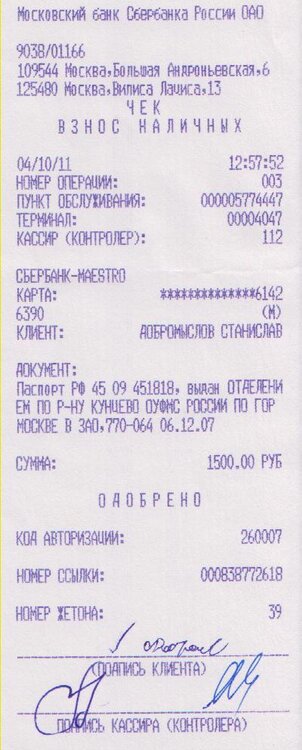 Московский банк Сбербанка России ОАО
9038/01166
109544 Москва,Большая Андроньевская,6
125480 Москва,Вилиса Лациса,13
ЧЕК
ВЗНОС НАЛИЧНЫХ
04/10/11 12:57:52
НОМЕР ОПЕРАЦИИ: 003
ПУНКТ ОБСЛУЖИВАНИЯ: 000005774447
ТЕРМИНАЛ: 00004047
КАССИР (КОНТРОЛЕР): 112
СБЕРБАНК-MAESTRO
КАРТА: **************6142
6390 (M)
КЛИЕНТ: ДОБРОМЫСЛОВ СТАНИСЛАВ
ДОКУМЕНТ:
Паспорт РФ 45 09 451818, выдан ОТДЕЛЕНИ
ЕМ ПО Р-НУ КУНЦЕВО ОУФМС РОССИИ ПО ГОР
МОСКВЕ В ЗАО,770-064 06.12.07
СУММА: 1500.00 РУБ
ОДОБРЕНО
КОД АВТОРИЗАЦИИ: 260007
НОМЕР ССЫЛКИ: 000838772618
НОМЕР ЖЕТОНА: 39
(ПОДПИСЬ КЛИЕНТА)
ПОДПИСЬ КАССИРА (КОНТРОЛЕРА)